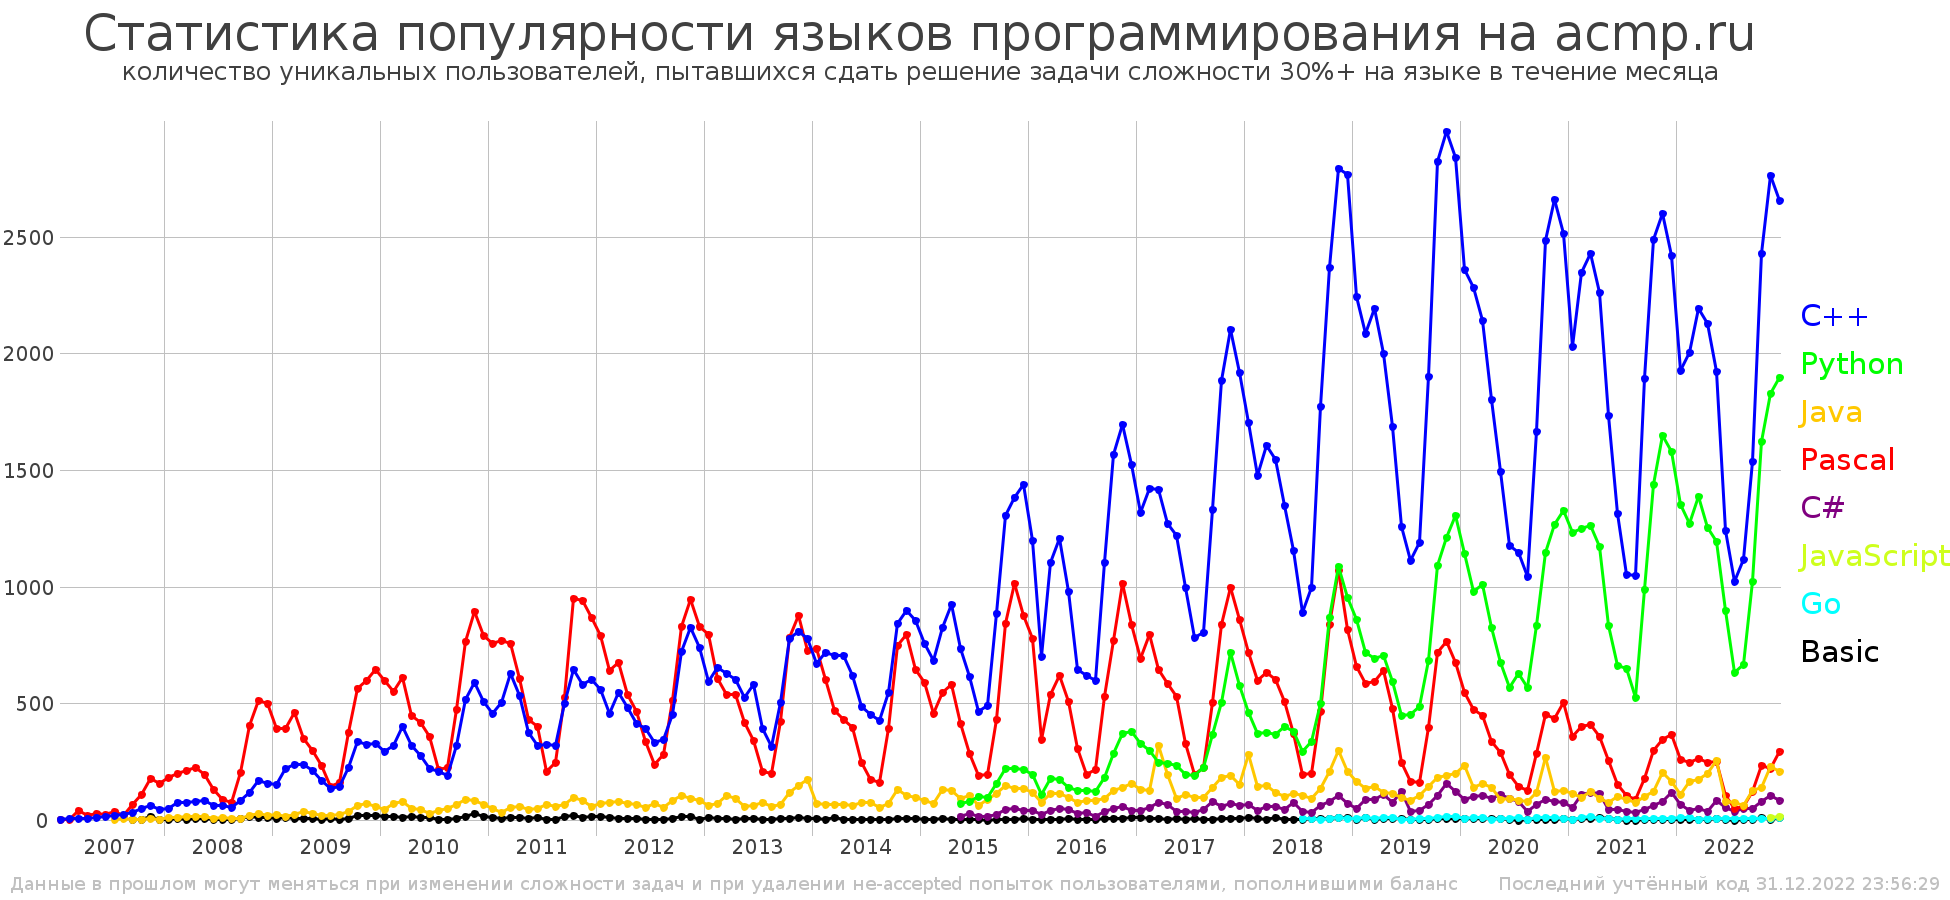 Статистика популярности языков программирования на acmp.ru
количество уникальных пользователей, пытавшихся сдать решение задачи сложности 30%+ на языке в течение месяца
2500
2000
1500
1000
500
0
C++
Python
Java
Pascal
C#
JavaScript
Go
Basic
2007 2008 2009 2010 2011 2012 2013 2014 2015 2016 2017 2018 2019 2020 2021 2022
Данные в прошлом могут меняться при изменении сложности задач и при удалении не-accepted попыток пользователями, пополнившими баланс Последний учтённый код 31.12.2022 23:56:29